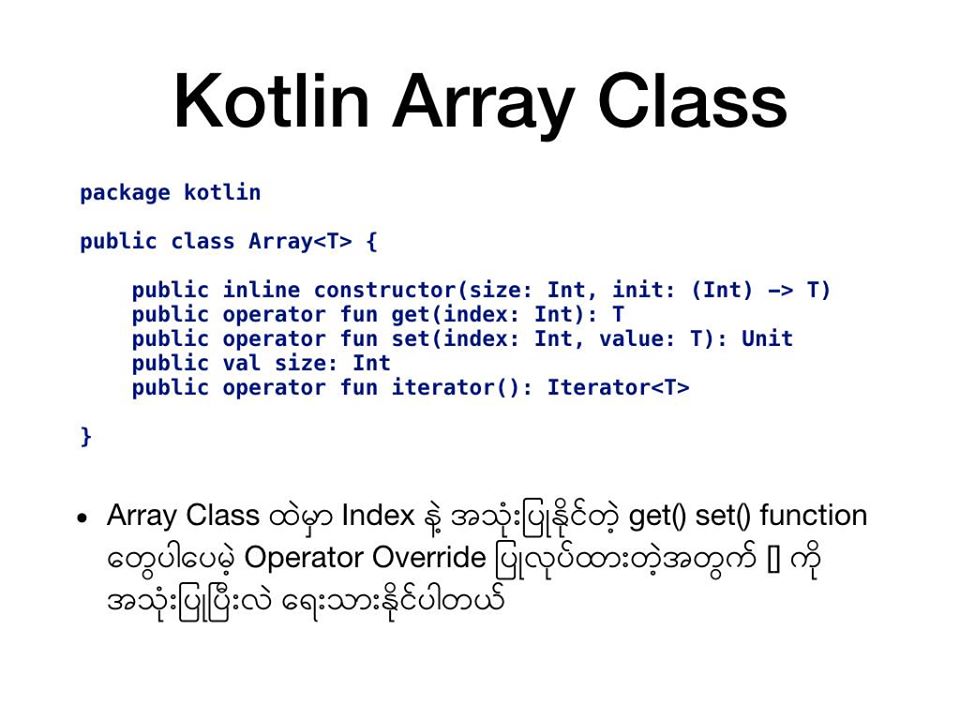 Kotlin Array Class
package kotlin
public class Array<T> {
public inline constructor(size: Int, init: (Int) -> T)
public operator fun get(index: Int): T
public operator fun set(index: Int, value: T): Unit
public val size: Int
public operator fun iterator(): Iterator<T>
}
• Array Class ထဲမှာ Index နဲ့ အသုံးပြုနိုင်တဲ့ get() set() function
တွေပါပေမဲ့ Operator Override ပြုလုပ်ထားတဲ့အတွက် [] ကို
အသုံးပြုပြီးလဲ ရေးသားနိုင်ပါတယ်